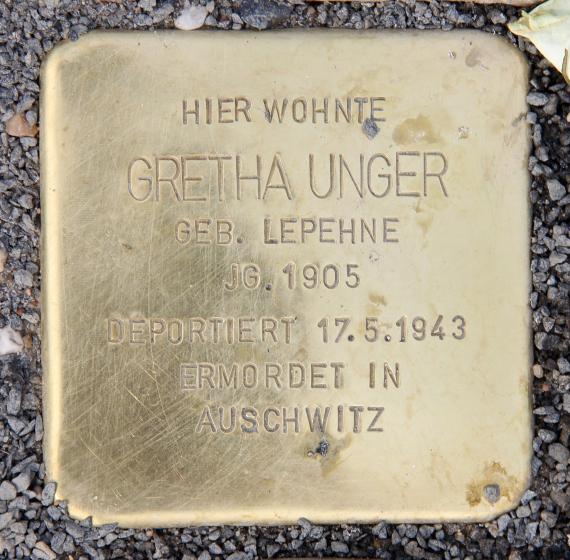 HIER WOHNTE
GRETHA UNGER
GEB. LEPEHNE
JG. 1905
DEPORTIERT 17.5.1943
ERMORDET IN
AUSCHWITZ